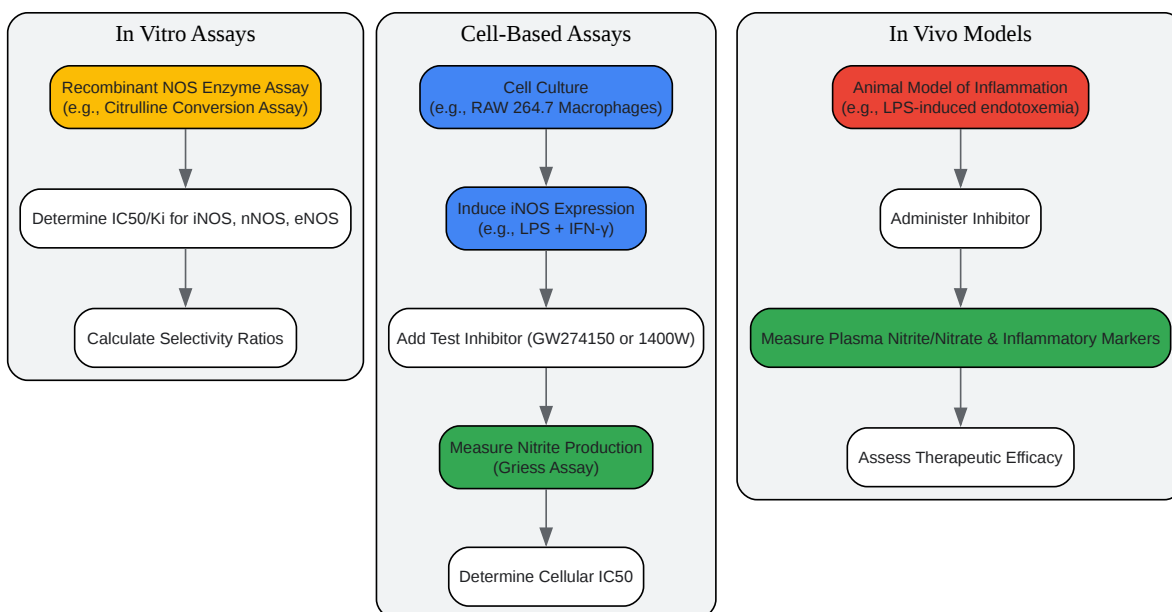 In Vitro Assays
Recombinant NOS Enzyme Assay
(e.g., Citrulline Conversion Assay)
Determine IC50/Ki for iNOS, nNOS, eNOS
Calculate Selectivity Ratios
Cell-Based Assays
Cell Culture
(e.g., RAW 264.7 Macrophages)
Induce iNOS Expression
(e.g., LPS + IFN-γ)
Add Test Inhibitor (GW274150 or 1400W)
Measure Nitrite Production
(Griess Assay)
Determine Cellular IC50
In Vivo Models
Animal Model of Inflammation
(e.g., LPS-induced endotoxemia)
Administer Inhibitor
Measure Plasma Nitrite/Nitrate & Inflammatory Markers
Assess Therapeutic Efficacy